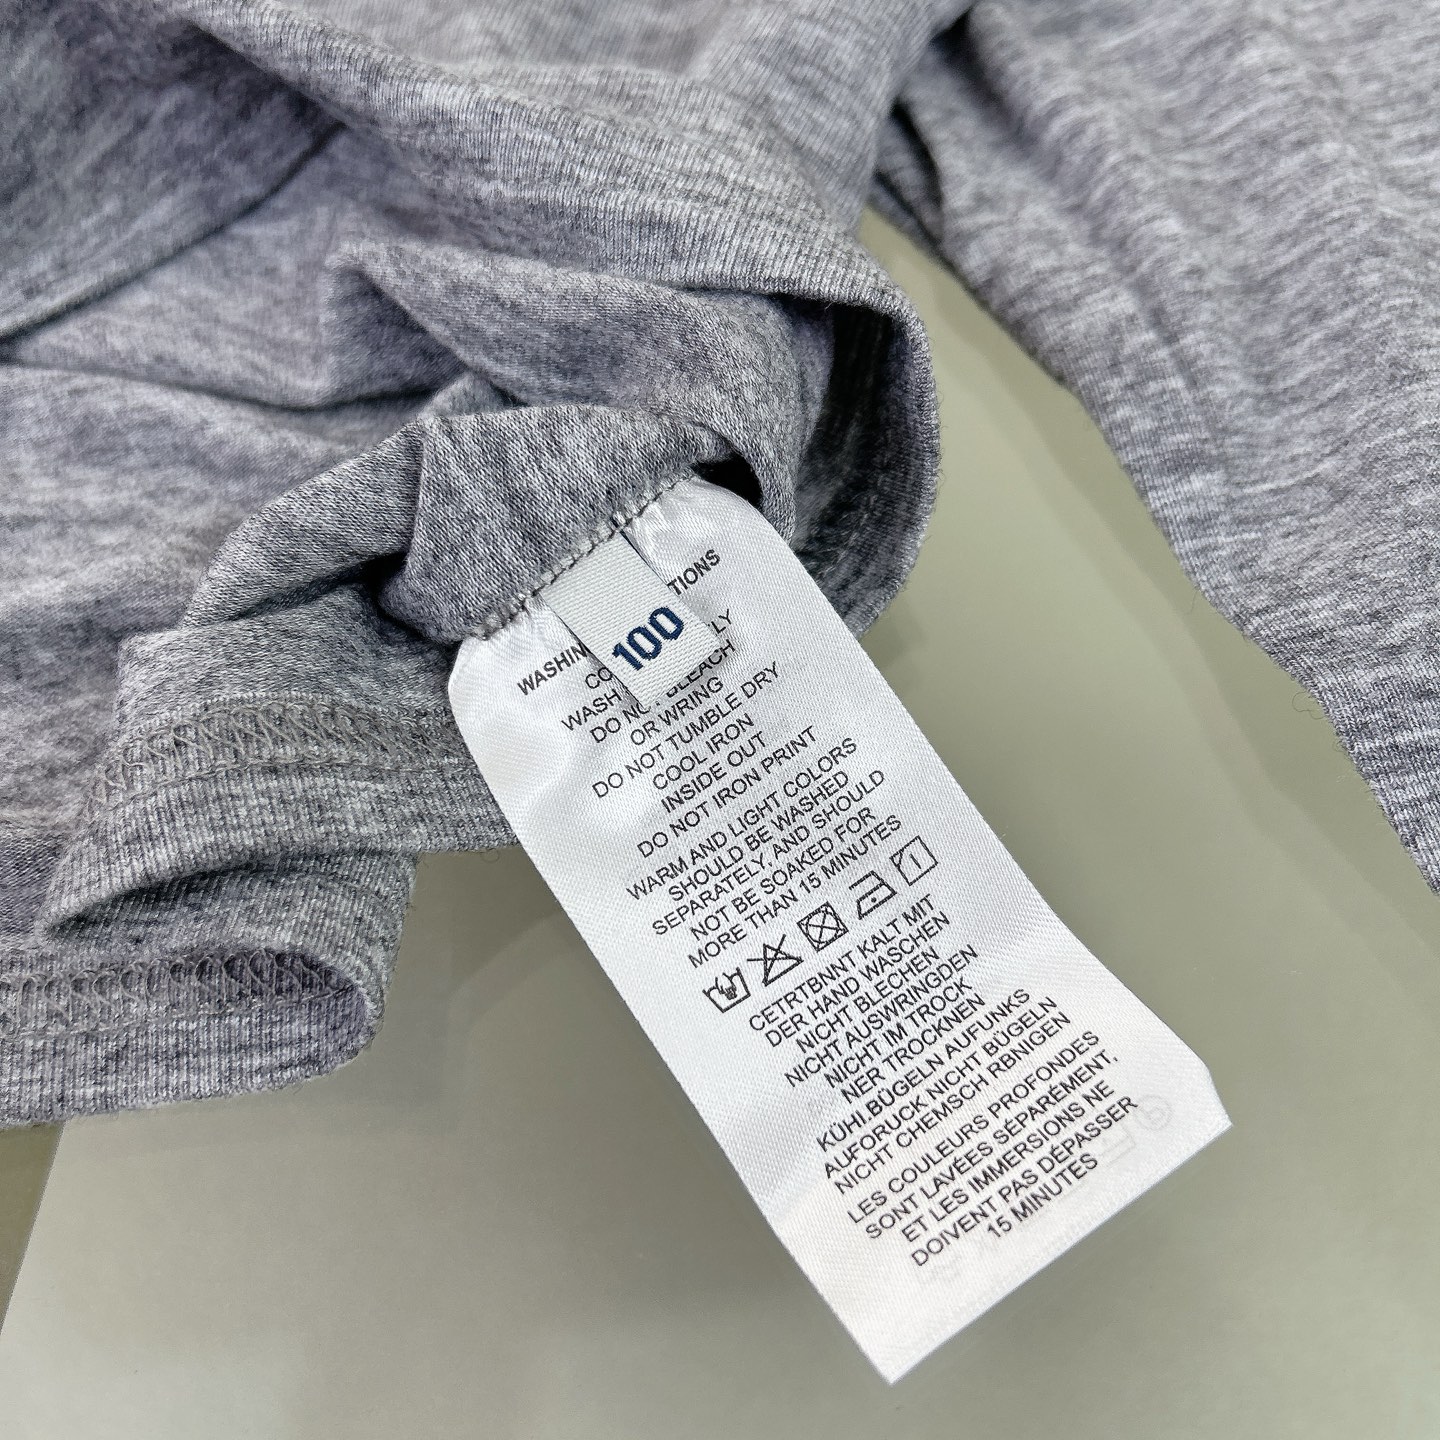 100
WASHIN TIONS
CO LY
WASH
DO NO BLEACH
OR WRING
DO NOT TUMBLE DRY
COOL IRON
INSIDE OUT
DO NOT IRON PRINT
WARM AND LIGHT COLORS
SHOULD BE WASHED
SEPARATELY, AND SHOULD
NOT BE SOAKED FOR
MORE THAN 15 MINUTES
CETRTBNNT KALT MIT
DER HAND WASCHEN
NICHT BLECHEN
NICHT AUSWRINGDEN
NICHT IM TROCK
NER TROCKNEN
KÜHI.BÜGELN AUFUNKS
AUFORUCK NICHT BÜGELN
NICHT CHEMSCH RBNIGEN
LES COULEURS PROFONDES
SONT LAVÉES SÉPARÉMENT,
ET LES IMMERSIONS NE
DOIVENT PAS DÉPASSER
15 MINUTES